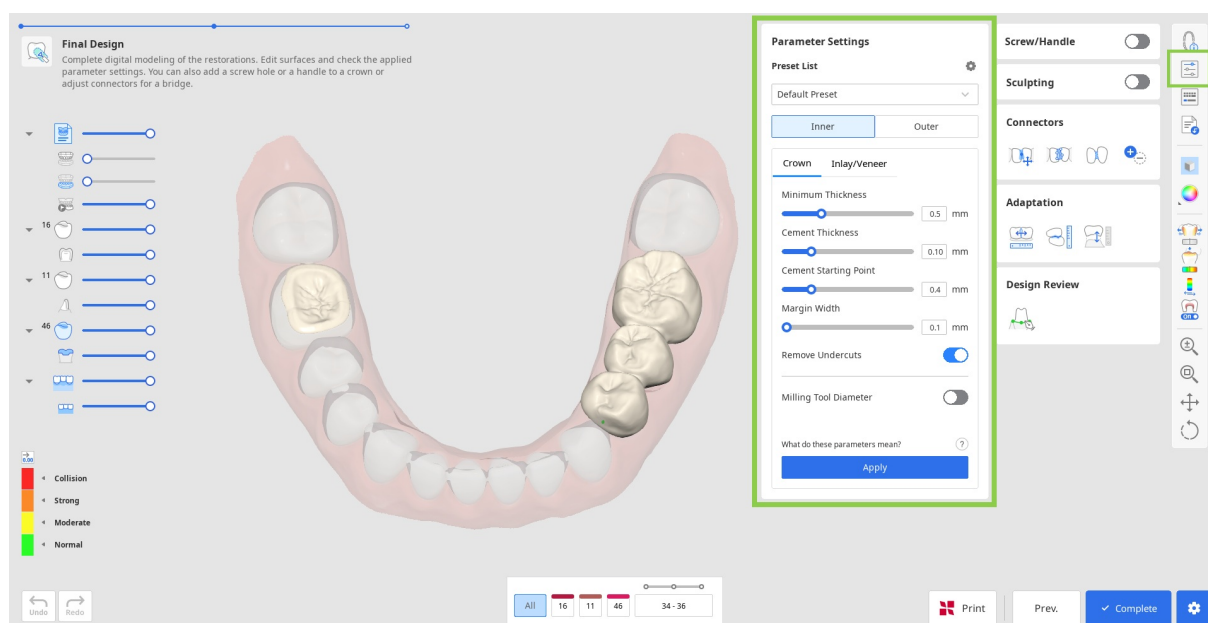 Final Design
Complete digital modeling of the restorations. Edit surfaces and check the applied
parameter settings. You can also add a screw hole or a handle to a crown or
adjust connectors for a bridge.
16
11
46
0.00
Collision
Strong
Moderate
Normal
Undo
Redo
All
16
11
46
34 - 36
Parameter Settings
Preset List
Default Preset
Inner
Outer
Crown
Inlay/Veneer
Minimum Thickness
0.5 mm
Cement Thickness
0.10 mm
Cement Starting Point
0.4 mm
Margin Width
0.1 mm
Remove Undercuts
Milling Tool Diameter
What do these parameters mean?
?
Apply
Screw/Handle
Sculpting
Connectors
Adaptation
Design Review
ON
Print
Prev.
Complete